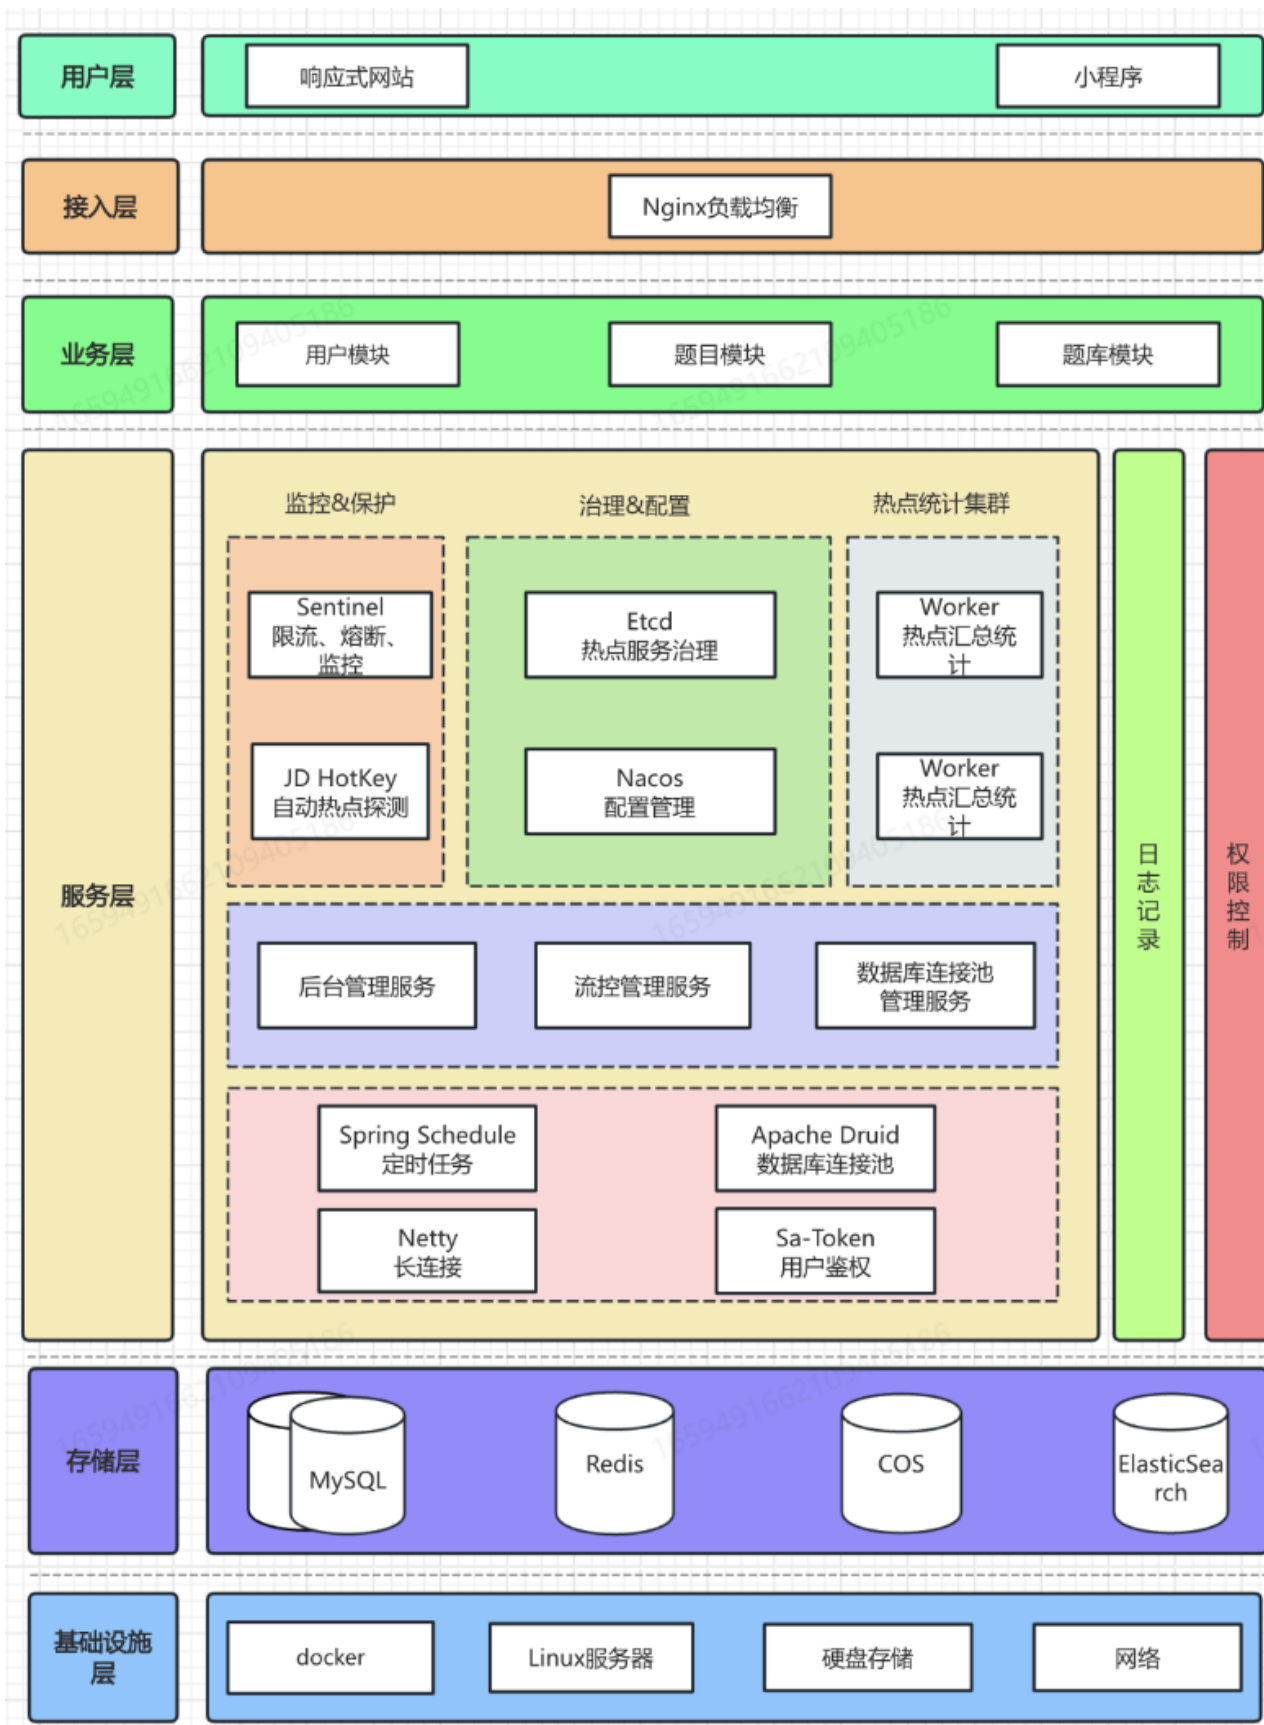 用户层
响应式网站
小程序
接入层
Nginx负载均衡
业务层
用户模块
题目模块
题库模块
服务层
监控&保护
治理&配置
热点统计集群
Sentinel
限流、熔断、
监控
Etcd
热点服务治理
Worker
热点汇总统
计
JD HotKey
自动热点探测
Nacos
配置管理
Worker
热点汇总统
计
后台管理服务
流控管理服务
数据库连接池
管理服务
Spring Schedule
定时任务
Apache Druid
数据库连接池
Netty
长连接
Sa-Token
用户鉴权
日
志
记
录
权
限
控
制
存储层
MySQL
Redis
COS
ElasticSea
rch
基础设施
层
docker
Linux服务器
硬盘存储
网络
1659491662109405186
1659491662109405186
1659491662109405186
1659491662109405186
1659491662109405186
1659491662109405186